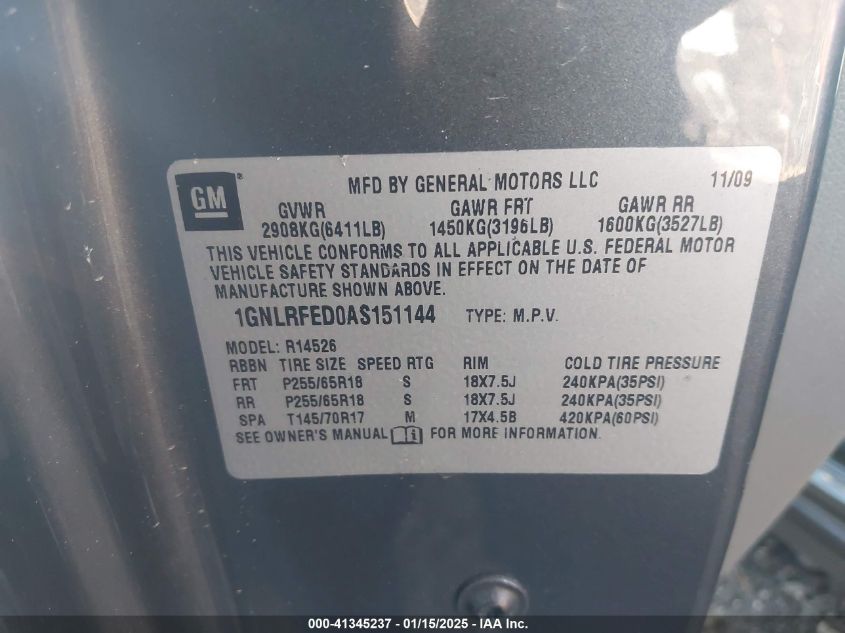 GM
MFD BY GENERAL MOTORS LLC 11/09
GVWR GAWR FRT GAWR RR
2908KG(6411LB) 1450KG(3196LB) 1600KG(3527LB)
THIS VEHICLE CONFORMS TO ALL APPLICABLE U.S. FEDERAL MOTOR
VEHICLE SAFETY STANDARDS IN EFFECT ON THE DATE OF
MANUFACTURE SHOWN ABOVE.
1GNLRFED0AS151144 TYPE: M.P.V.
MODEL: R14526
RBBN TIRE SIZE SPEED RTG RIM COLD TIRE PRESSURE
FRT P255/65R18 S 18X7.5J 240KPA(35PSI)
RR P255/65R18 S 18X7.5J 240KPA(35PSI)
SPA T145/70R17 M 17X4.5B 420KPA(60PSI)
SEE OWNER'S MANUAL i FOR MORE INFORMATION.
000-41345237 - 01/15/2025 - IAA Inc.